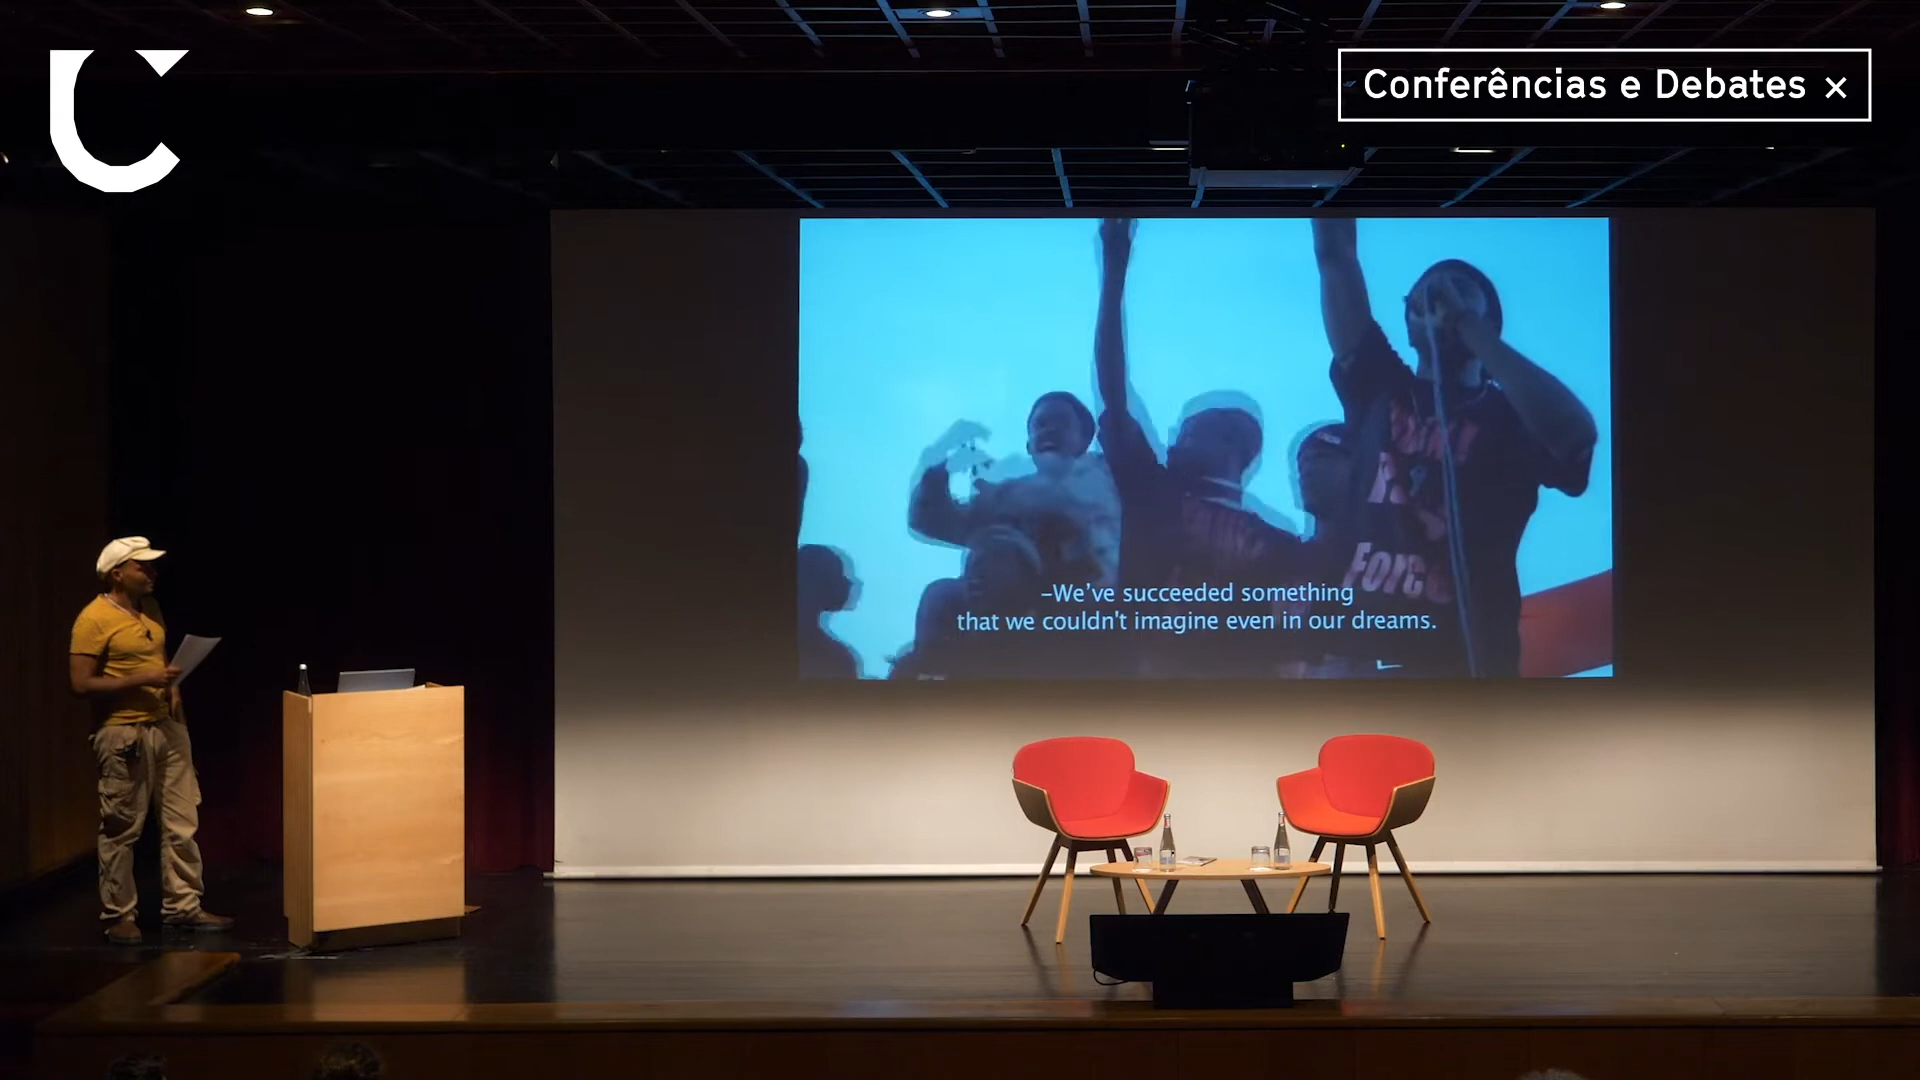 Conferências e Debates ×
–We've succeeded something
that we couldn't imagine even in our dreams.
Force